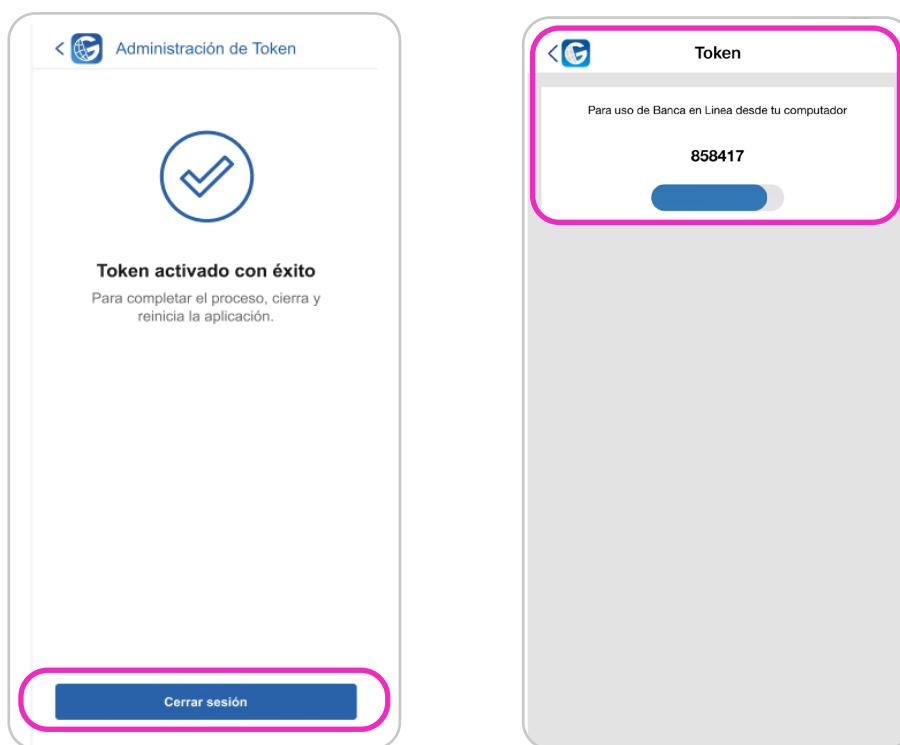 Administración de Token
Token activado con éxito
Para completar el proceso, cierra y
reinicia la aplicación.
Cerrar sesión
Token
Para uso de Banca en Linea desde tu computador
858417